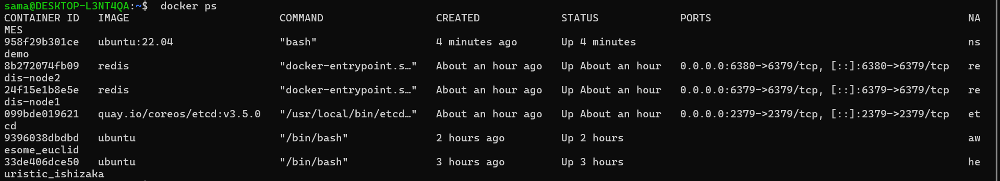 sama@DESKTOP-L3NT4QA:~$  docker ps
CONTAINER ID   IMAGE                        COMMAND                  CREATED             STATUS             PORTS                                         NA
MES
958f29b301ce   ubuntu:22.04                 "bash"                   4 minutes ago       Up 4 minutes                                                     ns
demo
8b272074fb09   redis                        "docker-entrypoint.s…"   About an hour ago   Up About an hour   0.0.0.0:6380->6379/tcp, [::]:6380->6379/tcp   re
dis-node2
24f15e1b8e5e   redis                        "docker-entrypoint.s…"   About an hour ago   Up About an hour   0.0.0.0:6379->6379/tcp, [::]:6379->6379/tcp   re
dis-node1
099bde019621   quay.io/coreos/etcd:v3.5.0   "/usr/local/bin/etcd…"   About an hour ago   Up About an hour   0.0.0.0:2379->2379/tcp, [::]:2379->2379/tcp   et
cd
9396038dbdbd   ubuntu                       "/bin/bash"              2 hours ago         Up 2 hours                                                       aw
esome_euclid
33de406dce50   ubuntu                       "/bin/bash"              3 hours ago         Up 3 hours                                                       he
uristic_ishizaka